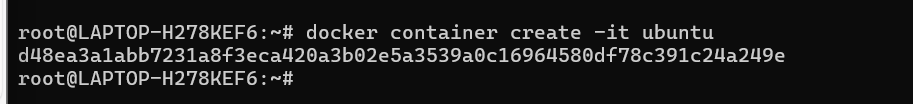 root@LAPTOP-H278KEF6:~# docker container create -it ubuntu
d48ea3a1abb7231a8f3eca420a3b02e5a3539a0c16964580df78c391c24a249e
root@LAPTOP-H278KEF6:~#